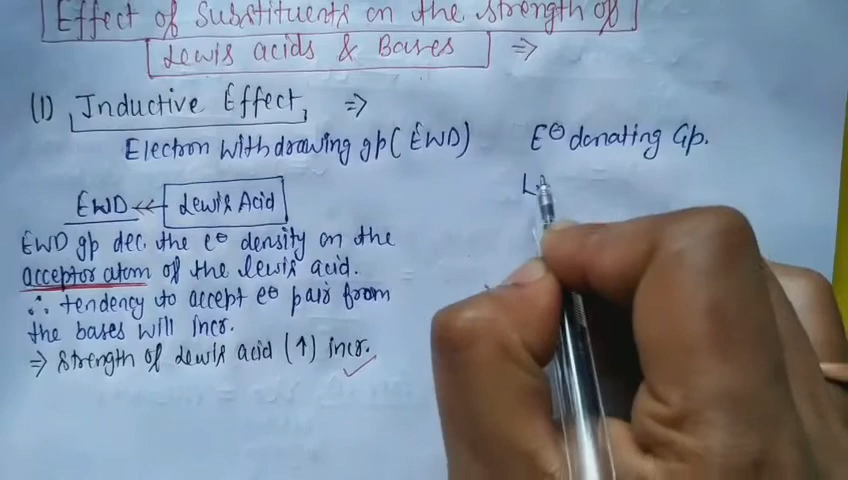 Effect of Substituents on the strength of
Lewis acids & Bases ⇒
(1) Inductive Effect, ⇒
Electron withdrawing gp (EWD)
E⊖ donating Gp.
L
EWD ↞ Lewis Acid
EWD gp dec. the e⊖ density on the
acceptor atom of the lewis acid.
∴ tendency to accept e⊖ pair from
the bases will incr.
⇒ Strength of Lewis acid (↑) incr.